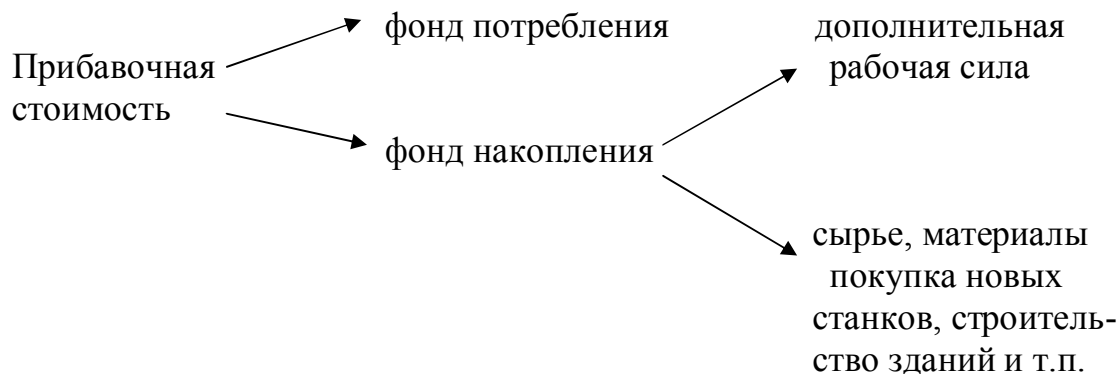 Прибавочная
стоимость
фонд потребления
фонд накопления
дополнительная
рабочая сила
сырье, материалы
покупка новых
станков, строитель-
ство зданий и т.п.